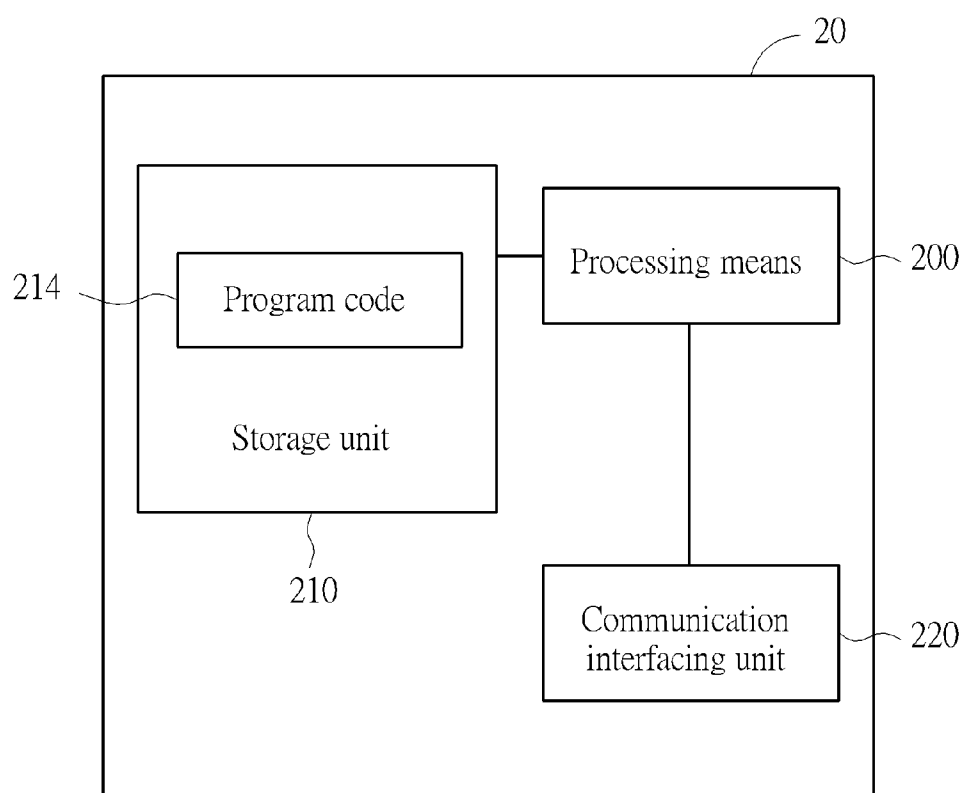 20
Processing means
200
214
Program code
Storage unit
210
Communication
interfacing unit
220